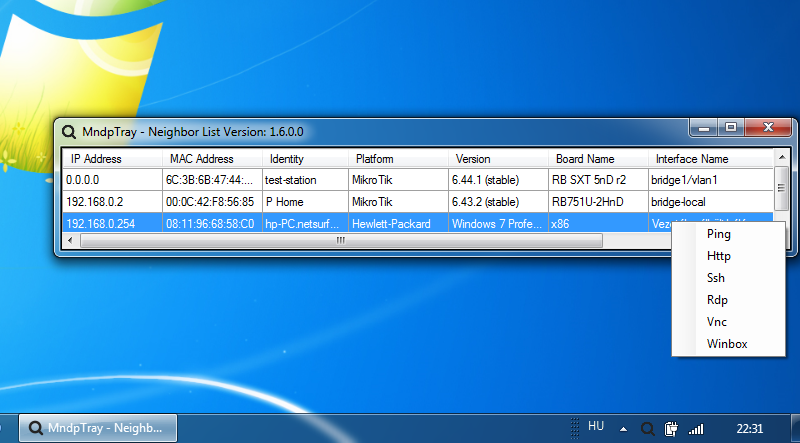 MndpTray - Neighbor List Version: 1.6.0.0
IP Address MAC Address Identity Platform Version Board Name Interface Name
0.0.0.0 6C:3B:6B:47:44:... test-station MikroTik 6.44.1 (stable) RB SXT 5nD r2 bridge1/vlan1
192.168.0.2 00:0C:42:F8:56:85 P Home MikroTik 6.43.2 (stable) RB751U-2HnD bridge-local
192.168.0.254 08:11:96:68:58:C0 hp-PC.netsurf... Hewlett-Packard Windows 7 Profe... x86
Ping
Http
Ssh
Rdp
Vnc
Winbox
MndpTray - Neighb... HU 22:31